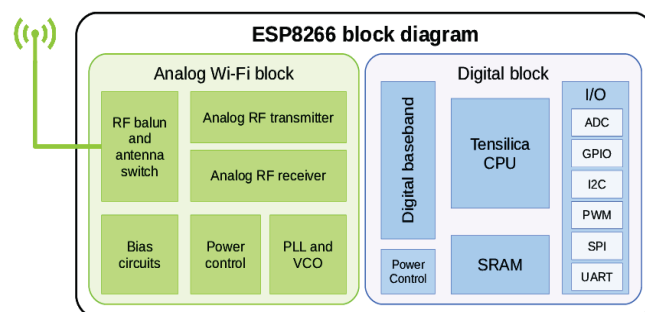 ESP8266 block diagram
Analog Wi-Fi block
RF balun
and
antenna
switch
Analog RF transmitter
Analog RF receiver
Bias
circuits
Power
control
PLL and
VCO
Digital block
Digital baseband
Power
Control
Tensilica
CPU
SRAM
I/O
ADC
GPIO
I2C
PWM
SPI
UART